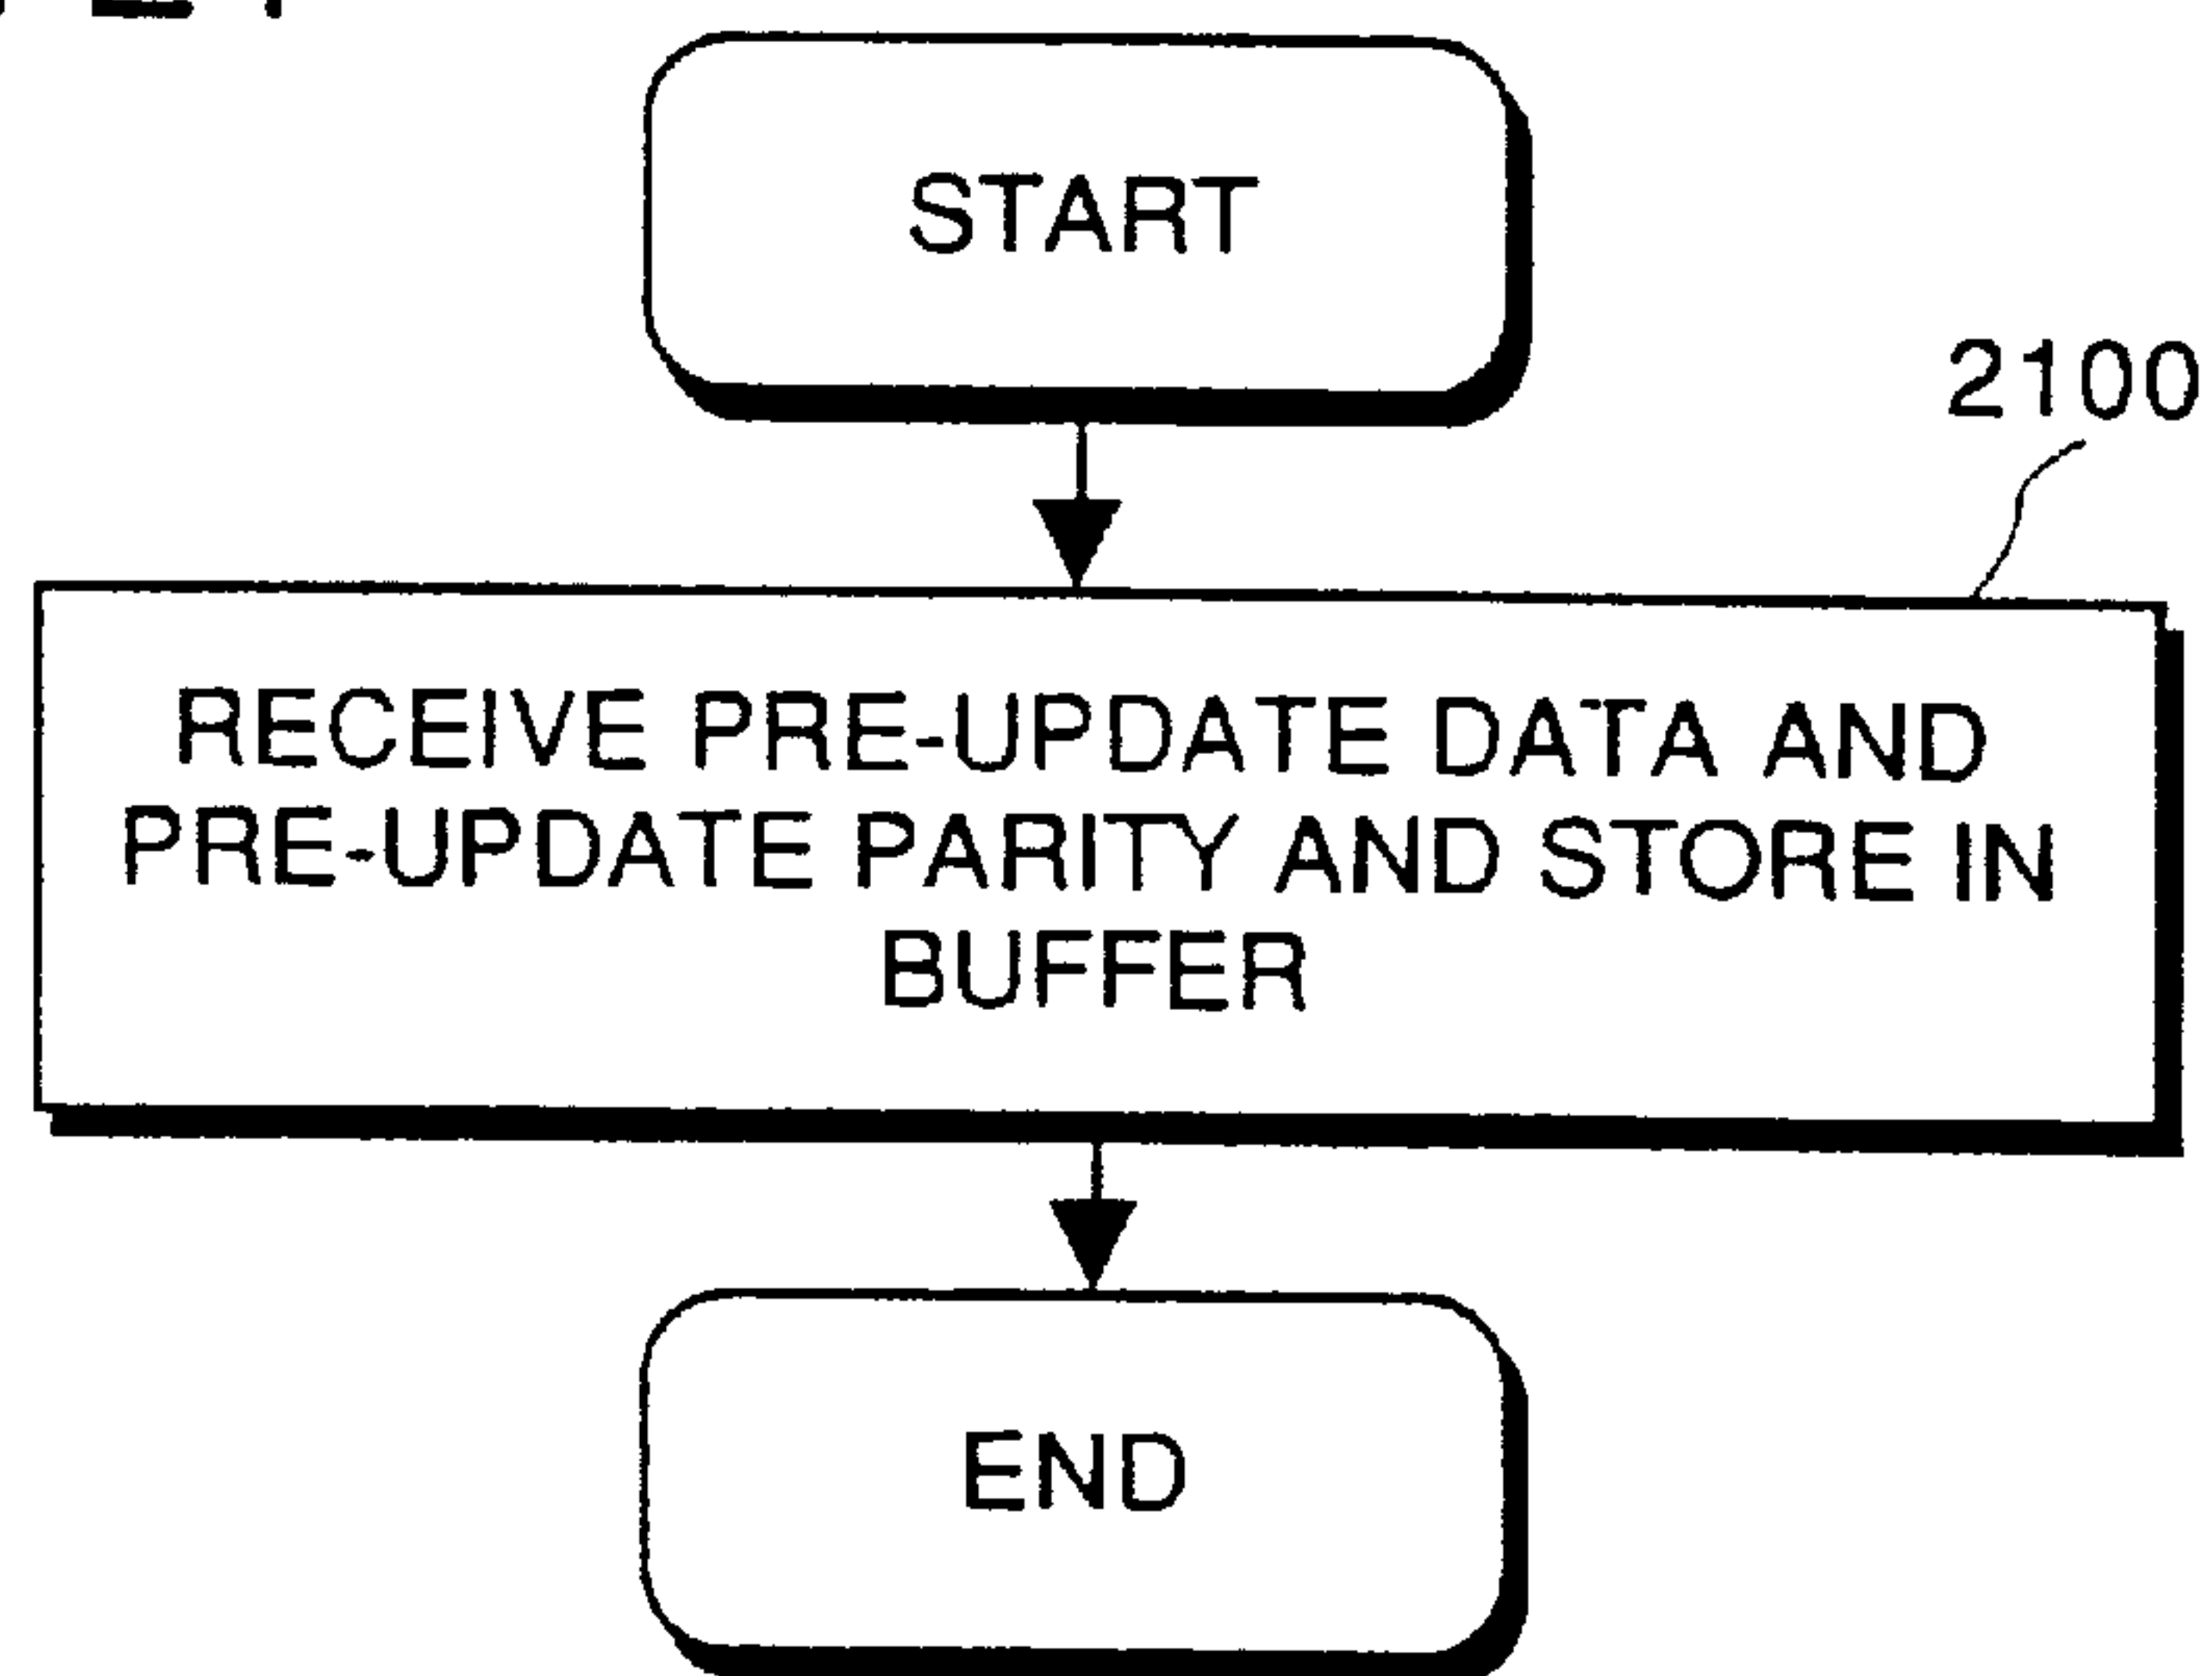 START
2100
RECEIVE PRE-UPDATE DATA AND
PRE-UPDATE PARITY AND STORE IN
BUFFER
END